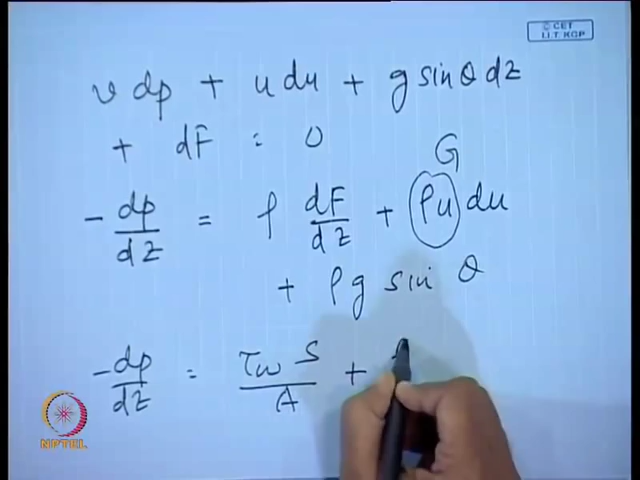 © CET
I.I.T. KGP
v dp + u du + g sin θ dz
+ dF = 0
G
- dp/dz = ρ dF/dz + ρu du
+ ρg sin θ
- dp/dz = τw S/A +
NPTEL